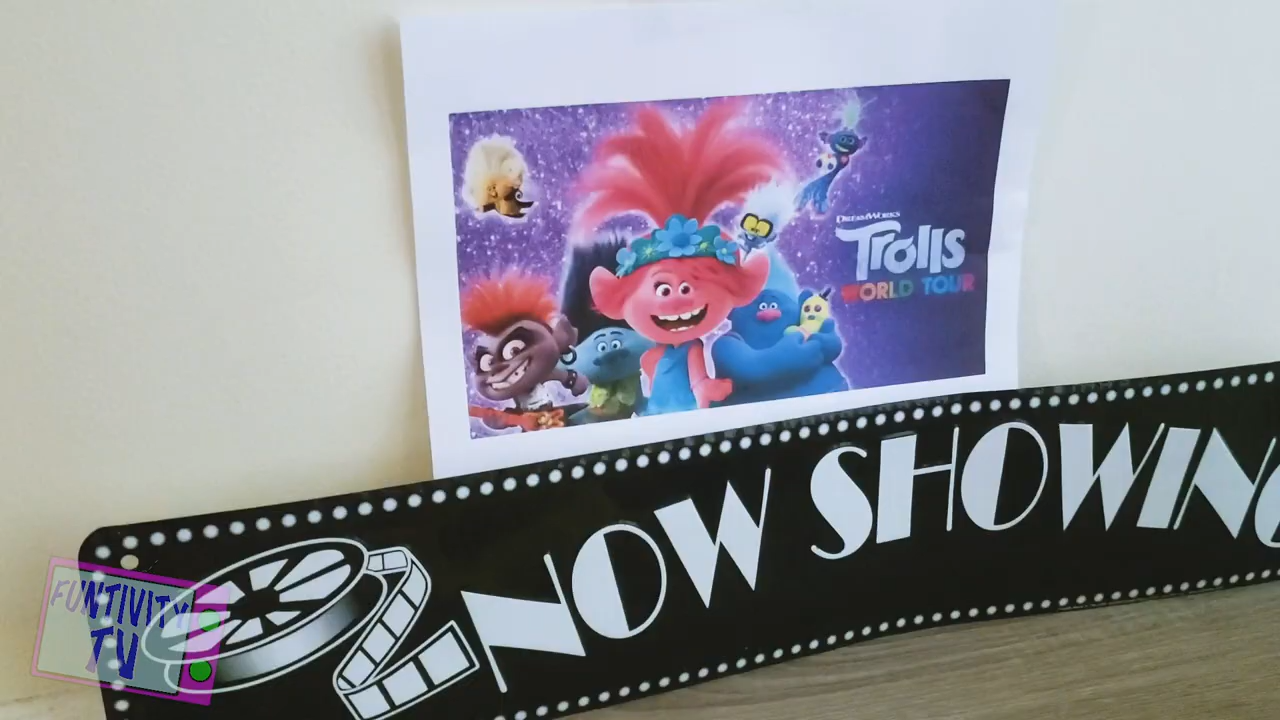 DREAMWORKS
Trolls
WORLD TOUR
NOW SHOWING
FUNTIVITY
TV